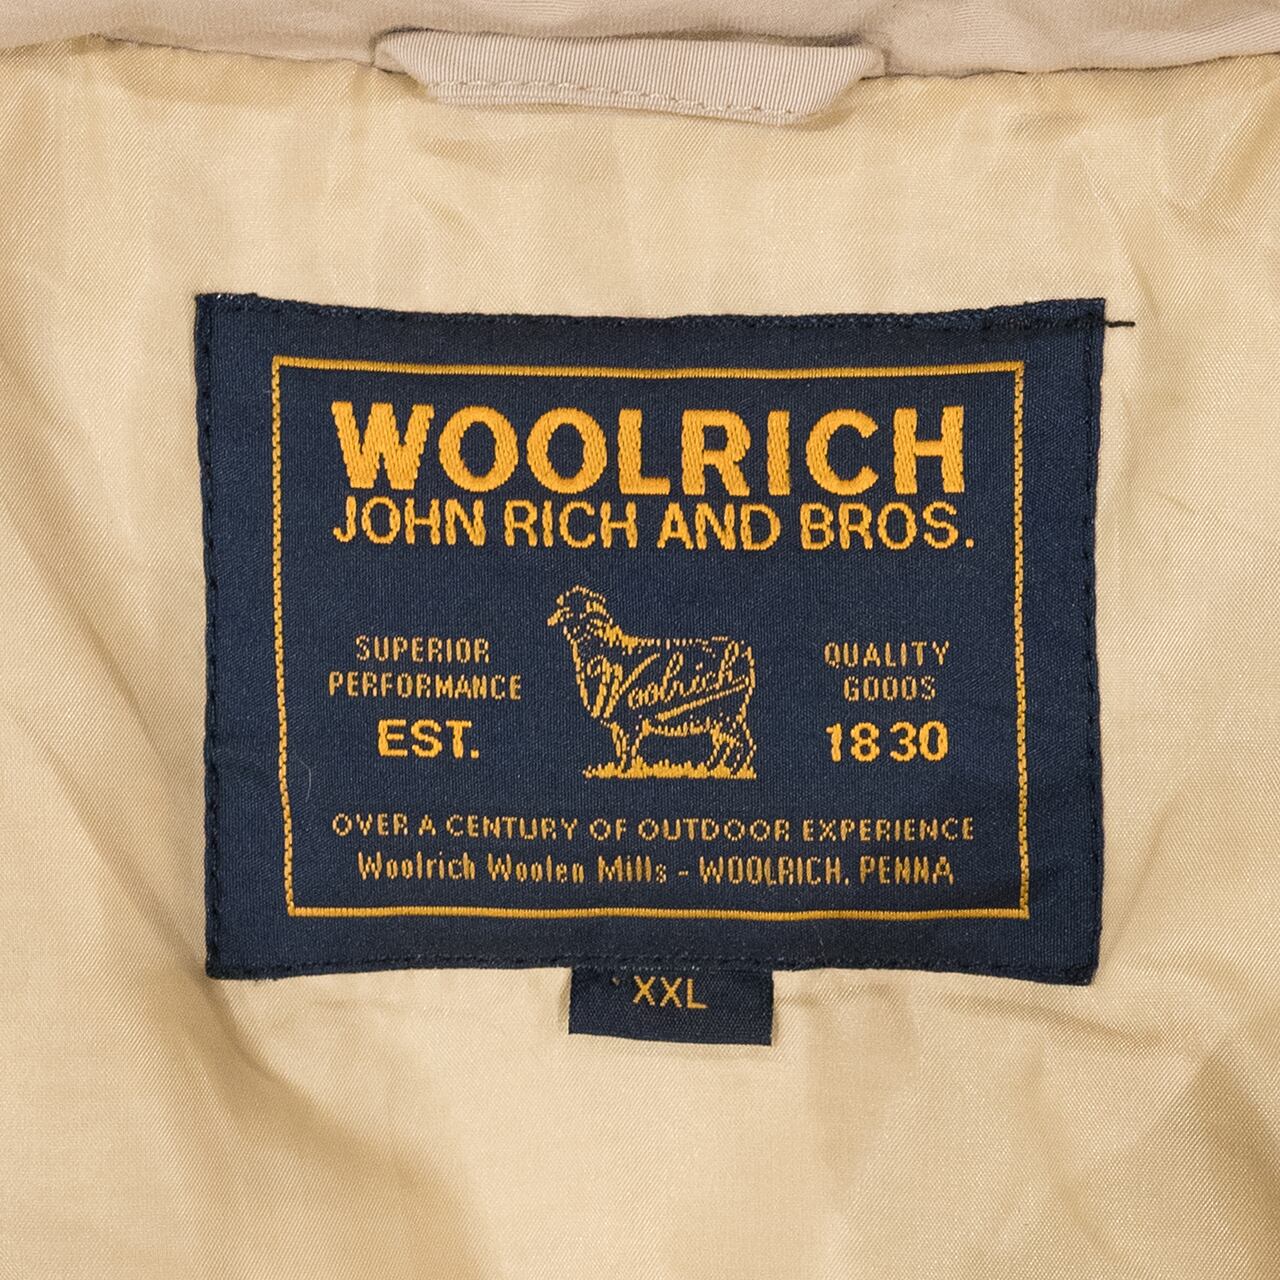 WOOLRICH
JOHN RICH AND BROS.
SUPERIOR
PERFORMANCE
EST.
Woolrich
QUALITY
GOODS
1830
OVER A CENTURY OF OUTDOOR EXPERIENCE
Woolrich Woolen Mills - WOOLRICH, PENNA
XXL